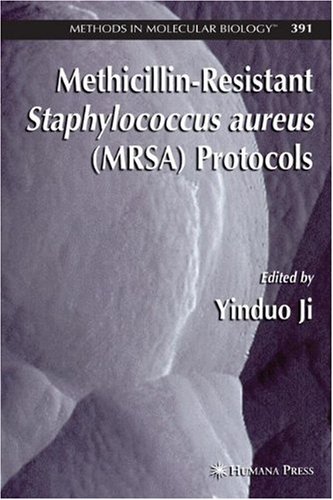 METHODS IN MOLECULAR BIOLOGY™ 391
Methicillin-Resistant
Staphylococcus aureus
(MRSA) Protocols
Edited by
Yinduo Ji
HUMANA PRESS